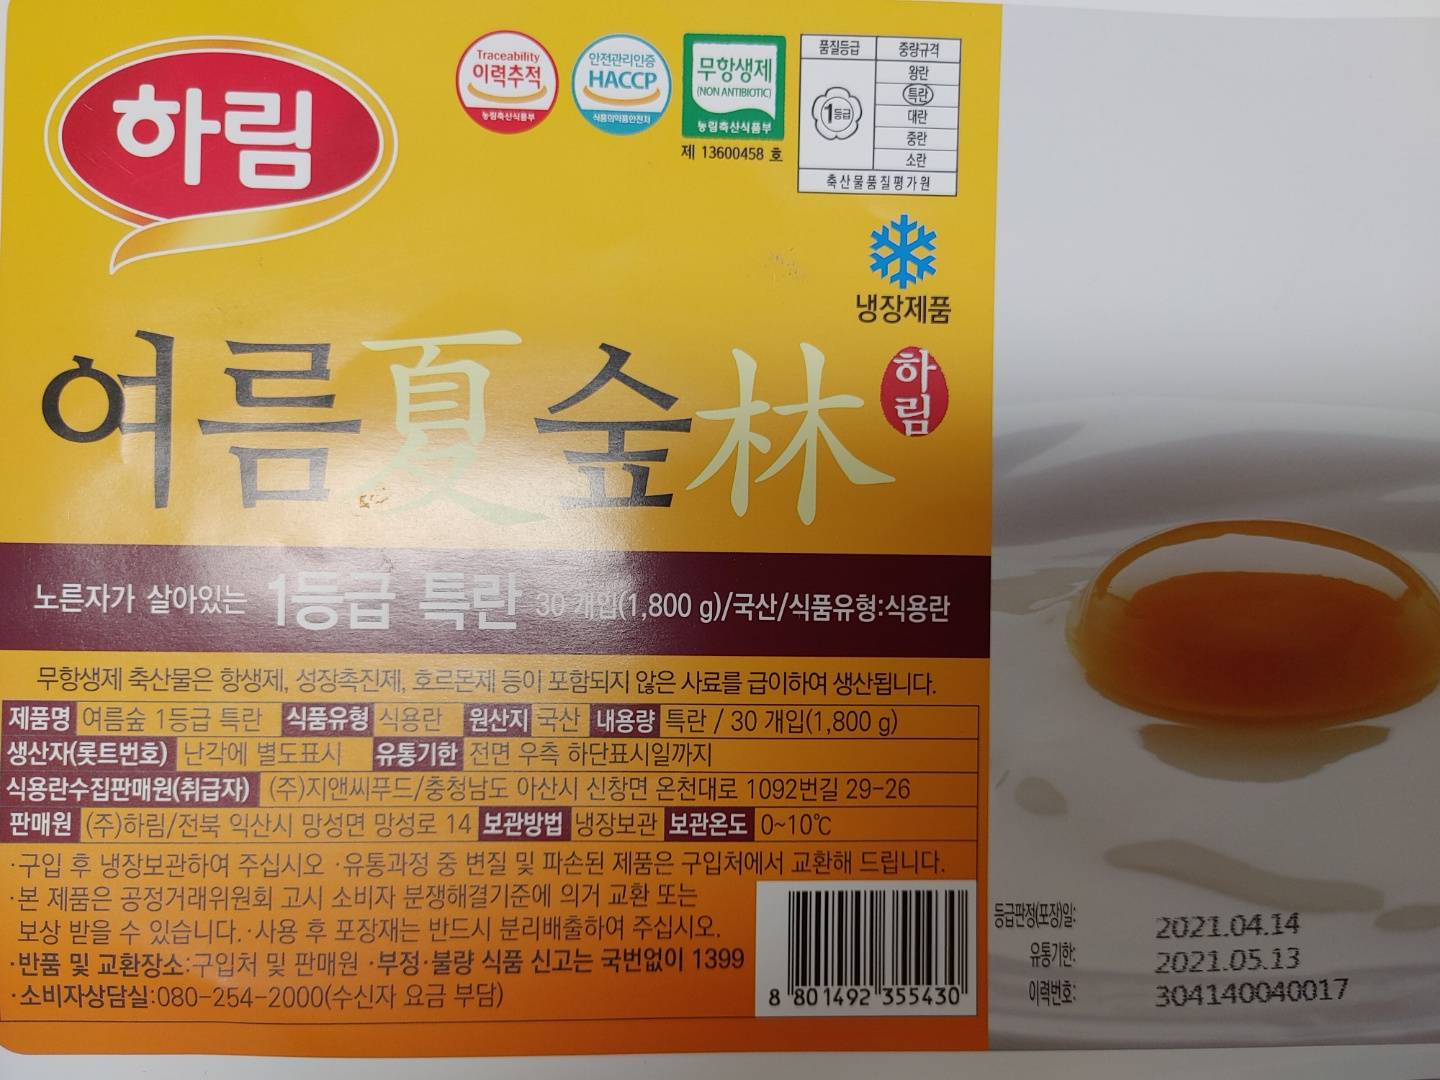 하림
Traceability
이력추적
농림축산식품부
안전관리인증
HACCP
식품의약품안전처
무항생제
(NON ANTIBIOTIC)
농림축산식품부
제 13600458 호
품질등급 중량규격
1등급
왕란
특란
대란
중란
소란
축산물품질평가원
냉장제품
여름夏숲林
하림
노른자가 살아있는 1등급 특란 30 개입(1,800 g)/국산/식품유형:식용란
무항생제 축산물은 항생제, 성장촉진제, 호르몬제 등이 포함되지 않은 사료를 급이하여 생산됩니다.
제품명 여름숲 1등급 특란 식품유형 식용란 원산지 국산 내용량 특란 / 30 개입(1,800 g)
생산자(롯트번호) 난각에 별도표시 유통기한 전면 우측 하단표시일까지
식용란수집판매원(취급자) (주)지앤씨푸드/충청남도 아산시 신창면 온천대로 1092번길 29-26
판매원 (주)하림/전북 익산시 망성면 망성로 14 보관방법 냉장보관 보관온도 0~10℃
·구입 후 냉장보관하여 주십시오 ·유통과정 중 변질 및 파손된 제품은 구입처에서 교환해 드립니다.
·본 제품은 공정거래위원회 고시 소비자 분쟁해결기준에 의거 교환 또는
보상 받을 수 있습니다. ·사용 후 포장재는 반드시 분리배출하여 주십시오.
·반품 및 교환장소:구입처 및 판매원 ·부정·불량 식품 신고는 국번없이 1399
·소비자상담실:080-254-2000(수신자 요금 부담)
8 801492 355430
등급판정(포장)일: 2021.04.14
유통기한: 2021.05.13
이력번호: 304140040017